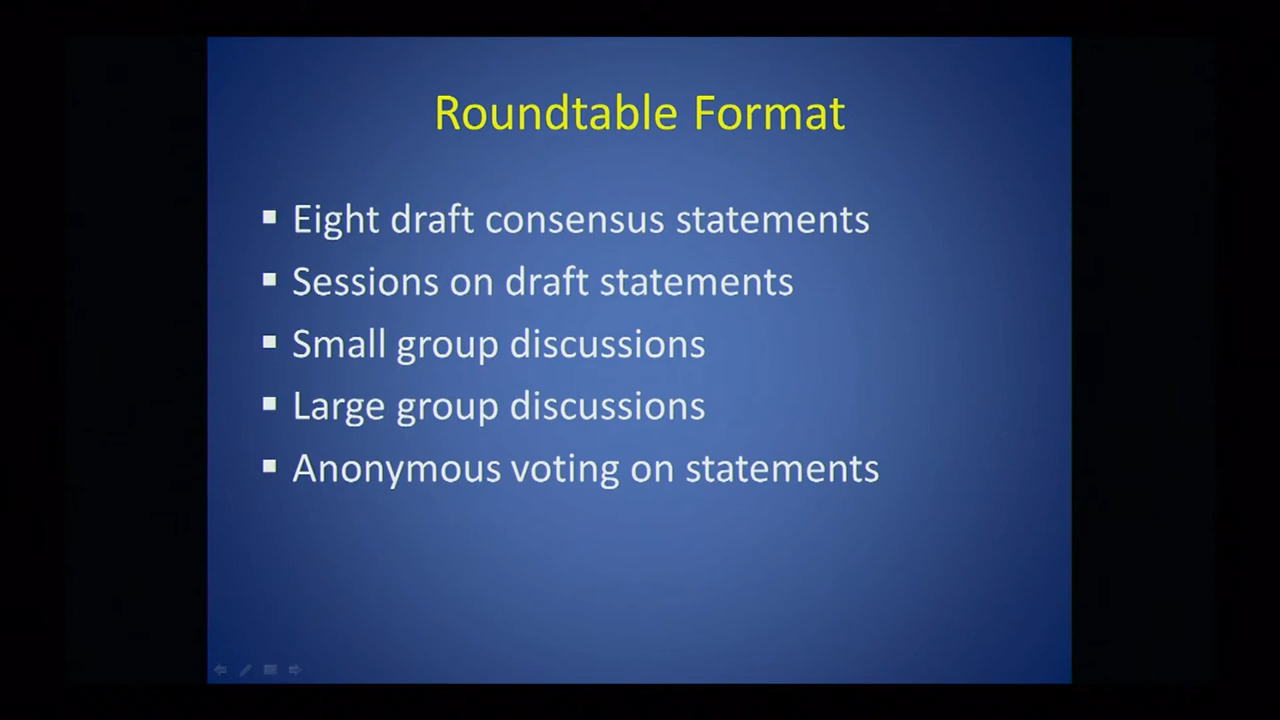 Roundtable Format
▪ Eight draft consensus statements
▪ Sessions on draft statements
▪ Small group discussions
▪ Large group discussions
▪ Anonymous voting on statements